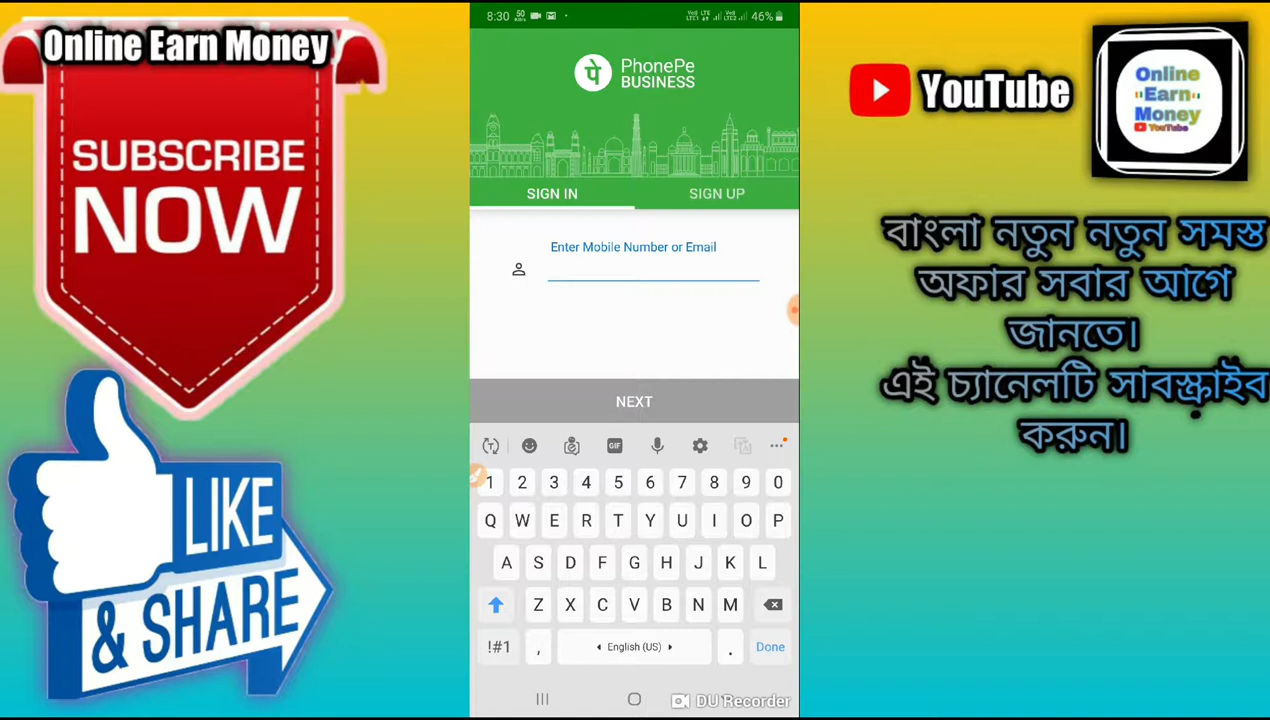 Online Earn Money
SUBSCRIBE
NOW
LIKE
& SHARE
8:30
46%
पे
PhonePe
BUSINESS
SIGN IN
SIGN UP
Enter Mobile Number or Email
NEXT
GIF
1 2 3 4 5 6 7 8 9 0
Q W E R T Y U I O P
A S D F G H J K L
Z X C V B N M
!#1 , English (US) . Done
DU Recorder
YouTube
Online
Earn
Money
YouTube
বাংলা নতুন নতুন সমস্ত
অফার সবার আগে
জানতে।
এই চ্যানেলটি সাবস্ক্রাইব
করুন।